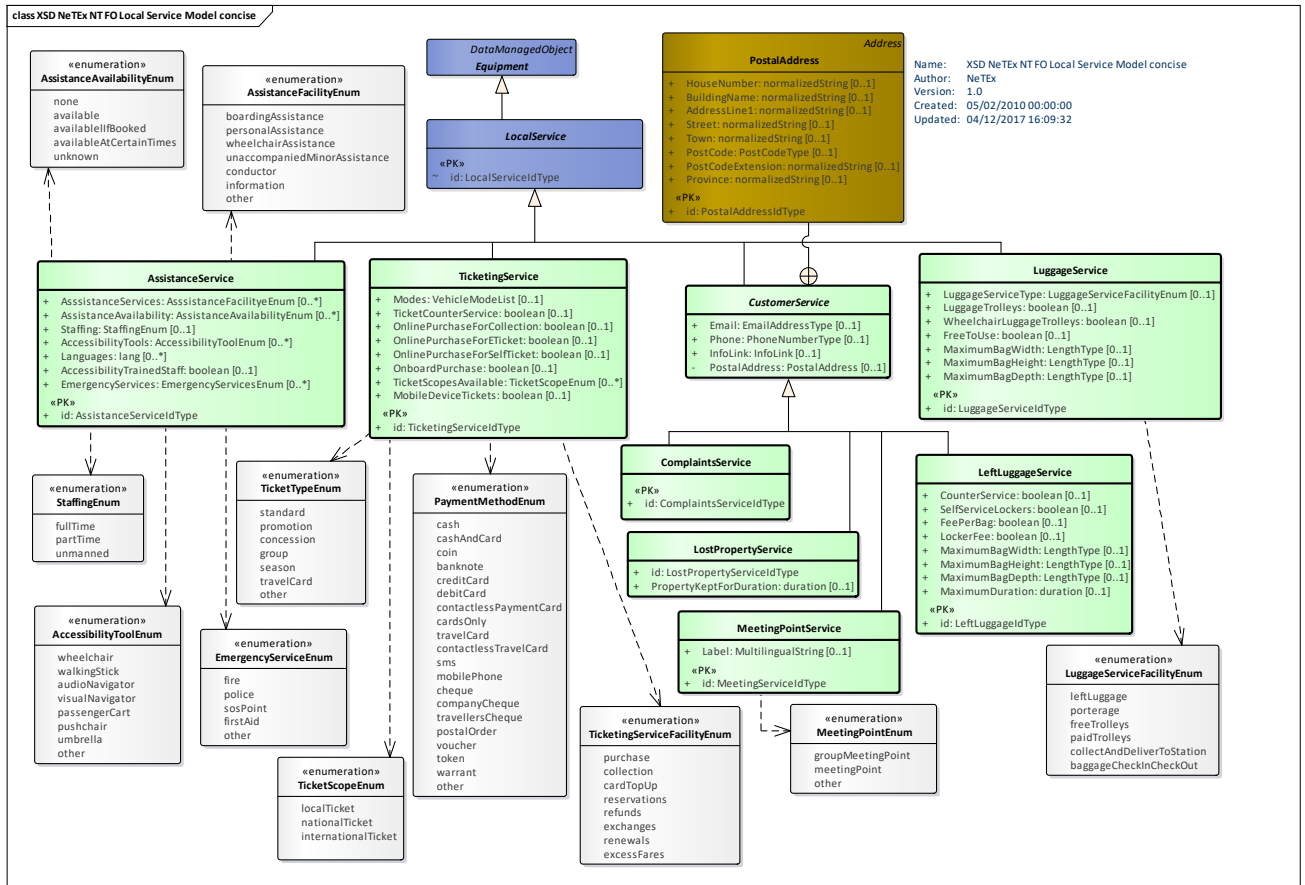 class XSD NeTEx NT FO Local Service Model concise
«enumeration»
AssistanceAvailabilityEnum
none
available
availableIfBooked
availableAtCertainTimes
unknown
«enumeration»
AssistanceFacilityEnum
boardingAssistance
personalAssistance
wheelchairAssistance
unaccompaniedMinorAssistance
conductor
information
other
DataManagedObject
Equipment
LocalService
«PK»
~ id: LocalServiceIdType
Address
PostalAddress
+ HouseNumber: normalizedString [0..1]
+ BuildingName: normalizedString [0..1]
+ AddressLine1: normalizedString [0..1]
+ Street: normalizedString [0..1]
+ Town: normalizedString [0..1]
+ PostCode: PostCodeType [0..1]
+ PostCodeExtension: normalizedString [0..1]
+ Province: normalizedString [0..1]
«PK»
+ id: PostalAddressIdType
Name: XSD NeTEx NT FO Local Service Model concise
Author: NeTEx
Version: 1.0
Created: 05/02/2010 00:00:00
Updated: 04/12/2017 16:09:32
AssistanceService
+ AsssistanceServices: AsssistanceFacilityeEnum [0..*]
+ AssistanceAvailability: AssistanceAvailabilityEnum [0..*]
+ Staffing: StaffingEnum [0..1]
+ AccessibilityTools: AccessibilityToolEnum [0..*]
+ Languages: lang [0..*]
+ AccessibilityTrainedStaff: boolean [0..1]
+ EmergencyServices: EmergencyServicesEnum [0..*]
«PK»
+ id: AssistanceServiceIdType
TicketingService
+ Modes: VehicleModeList [0..1]
+ TicketCounterService: boolean [0..1]
+ OnlinePurchaseForCollection: boolean [0..1]
+ OnlinePurchaseForETicket: boolean [0..1]
+ OnlinePurchaseForSelfTicket: boolean [0..1]
+ OnboardPurchase: boolean [0..1]
+ TicketScopesAvailable: TicketScopeEnum [0..*]
+ MobileDeviceTickets: boolean [0..1]
«PK»
+ id: TicketingServiceIdType
CustomerService
+ Email: EmailAddressType [0..1]
+ Phone: PhoneNumberType [0..1]
+ InfoLink: InfoLink [0..1]
- PostalAddress: PostalAddress [0..1]
LuggageService
+ LuggageServiceType: LuggageServiceFacilityEnum [0..1]
+ LuggageTrolleys: boolean [0..1]
+ WheelchairLuggageTrolleys: boolean [0..1]
+ FreeToUse: boolean [0..1]
+ MaximumBagWidth: LengthType [0..1]
+ MaximumBagHeight: LengthType [0..1]
+ MaximumBagDepth: LengthType [0..1]
«PK»
+ id: LuggageServiceIdType
«enumeration»
StaffingEnum
fullTime
partTime
unmanned
«enumeration»
TicketTypeEnum
standard
promotion
concession
group
season
travelCard
other
«enumeration»
PaymentMethodEnum
cash
cashAndCard
coin
banknote
creditCard
debitCard
contactlessPaymentCard
cardsOnly
travelCard
contactlessTravelCard
sms
mobilePhone
cheque
companyCheque
travellersCheque
postalOrder
voucher
token
warrant
other
ComplaintsService
«PK»
+ id: ComplaintsServiceIdType
LostPropertyService
+ id: LostPropertyServiceIdType
+ PropertyKeptForDuration: duration [0..1]
LeftLuggageService
+ CounterService: boolean [0..1]
+ SelfServiceLockers: boolean [0..1]
+ FeePerBag: boolean [0..1]
+ LockerFee: boolean [0..1]
+ MaximumBagWidth: LengthType [0..1]
+ MaximumBagHeight: LengthType [0..1]
+ MaximumBagDepth: LengthType [0..1]
+ MaximumDuration: duration [0..1]
«PK»
+ id: LeftLuggageIdType
MeetingPointService
+ Label: MultilingualString [0..1]
«PK»
+ id: MeetingServiceIdType
«enumeration»
AccessibilityToolEnum
wheelchair
walkingStick
audioNavigator
visualNavigator
passengerCart
pushchair
umbrella
other
«enumeration»
EmergencyServiceEnum
fire
police
sosPoint
firstAid
other
«enumeration»
TicketScopeEnum
localTicket
nationalTicket
internationalTicket
«enumeration»
TicketingServiceFacilityEnum
purchase
collection
cardTopUp
reservations
refunds
exchanges
renewals
excessFares
«enumeration»
MeetingPointEnum
groupMeetingPoint
meetingPoint
other
«enumeration»
LuggageServiceFacilityEnum
leftLuggage
porterage
freeTrolleys
paidTrolleys
collectAndDeliverToStation
baggageCheckInCheckOut